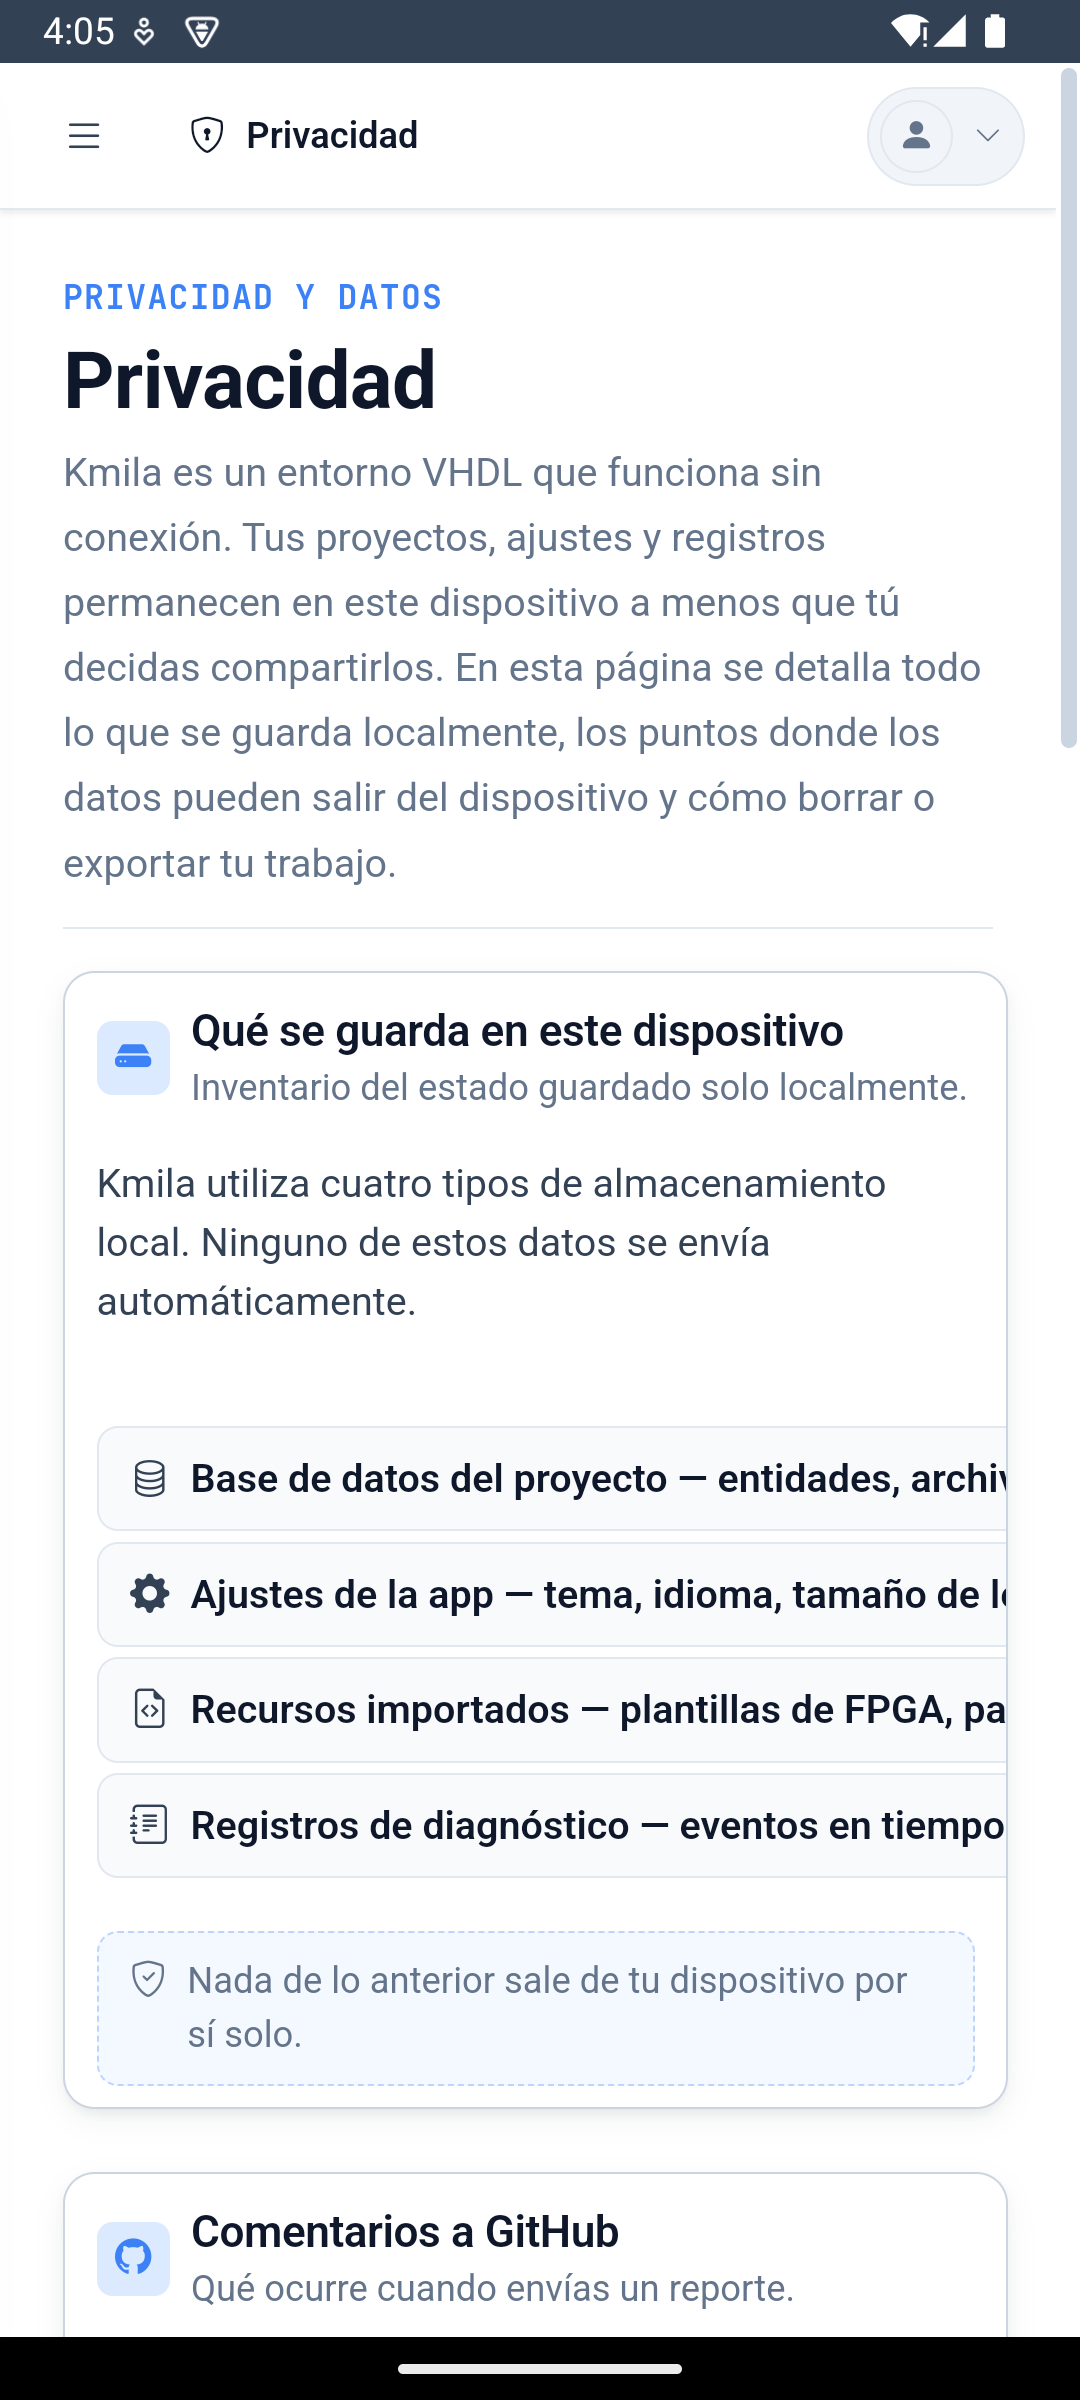 4:05
Privacidad
PRIVACIDAD Y DATOS
Privacidad
Kmila es un entorno VHDL que funciona sin
conexión. Tus proyectos, ajustes y registros
permanecen en este dispositivo a menos que tú
decidas compartirlos. En esta página se detalla todo
lo que se guarda localmente, los puntos donde los
datos pueden salir del dispositivo y cómo borrar o
exportar tu trabajo.
Qué se guarda en este dispositivo
Inventario del estado guardado solo localmente.
Kmila utiliza cuatro tipos de almacenamiento
local. Ninguno de estos datos se envía
automáticamente.
Base de datos del proyecto — entidades,
Ajustes de la app — tema, idioma, tamaño de
Recursos importados — plantillas de FPGA, pa
Registros de diagnóstico — eventos en tiempo
Nada de lo anterior sale de tu dispositivo por
sí solo.
Comentarios a GitHub
Qué ocurre cuando envías un reporte.